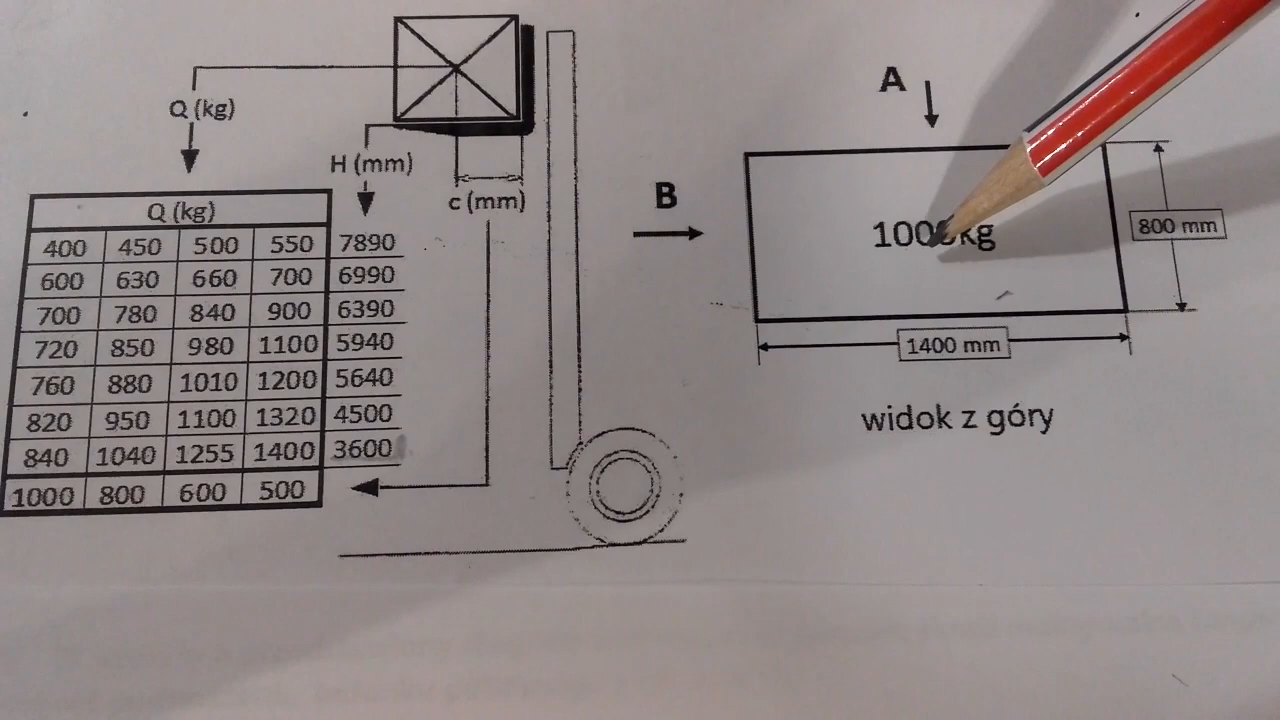 Q (kg)
H (mm)
c (mm)
Q (kg)
400 450 500 550 7890
600 630 660 700 6990
700 780 840 900 6390
720 850 980 1100 5940
760 880 1010 1200 5640
820 950 1100 1320 4500
840 1040 1255 1400 3600
1000 800 600 500
A
B
1000kg
800 mm
1400 mm
widok z góry